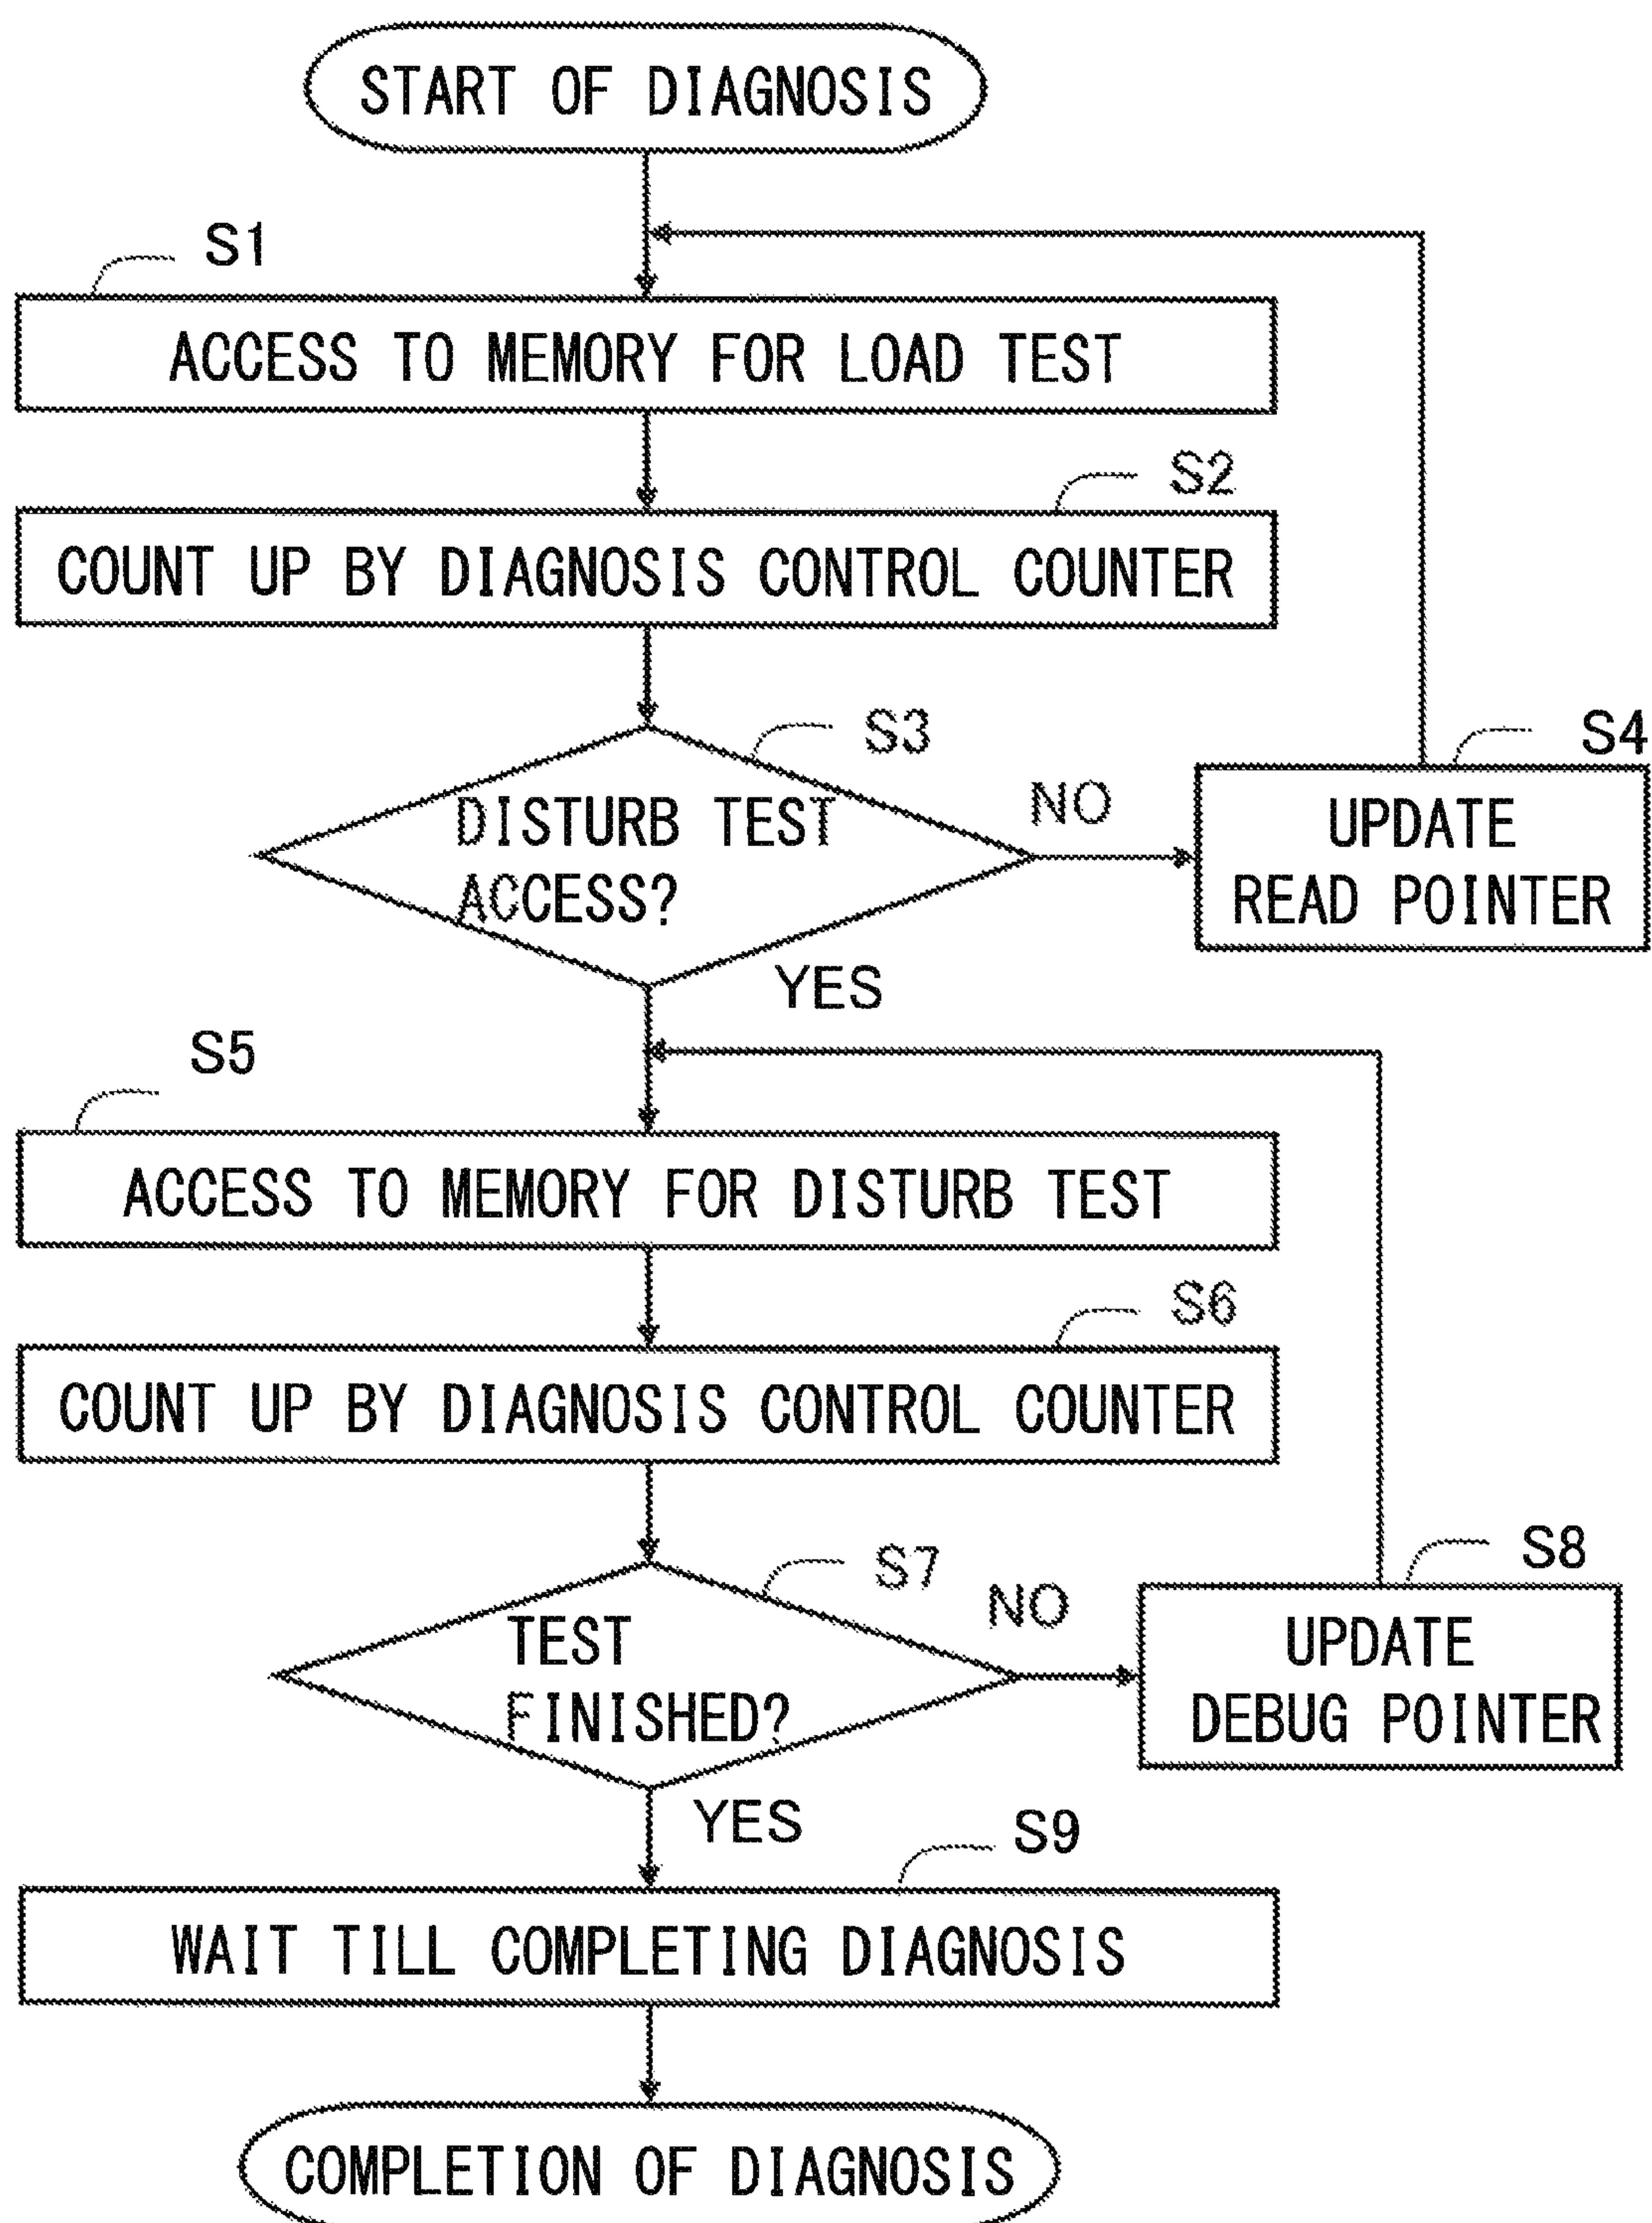 START OF DIAGNOSIS
S1
ACCESS TO MEMORY FOR LOAD TEST
S2
COUNT UP BY DIAGNOSIS CONTROL COUNTER
S3
DISTURB TEST
ACCESS?
NO
S4
UPDATE
READ POINTER
YES
S5
ACCESS TO MEMORY FOR DISTURB TEST
S6
COUNT UP BY DIAGNOSIS CONTROL COUNTER
S7
TEST
FINISHED?
NO
S8
UPDATE
DEBUG POINTER
YES
S9
WAIT TILL COMPLETING DIAGNOSIS
COMPLETION OF DIAGNOSIS